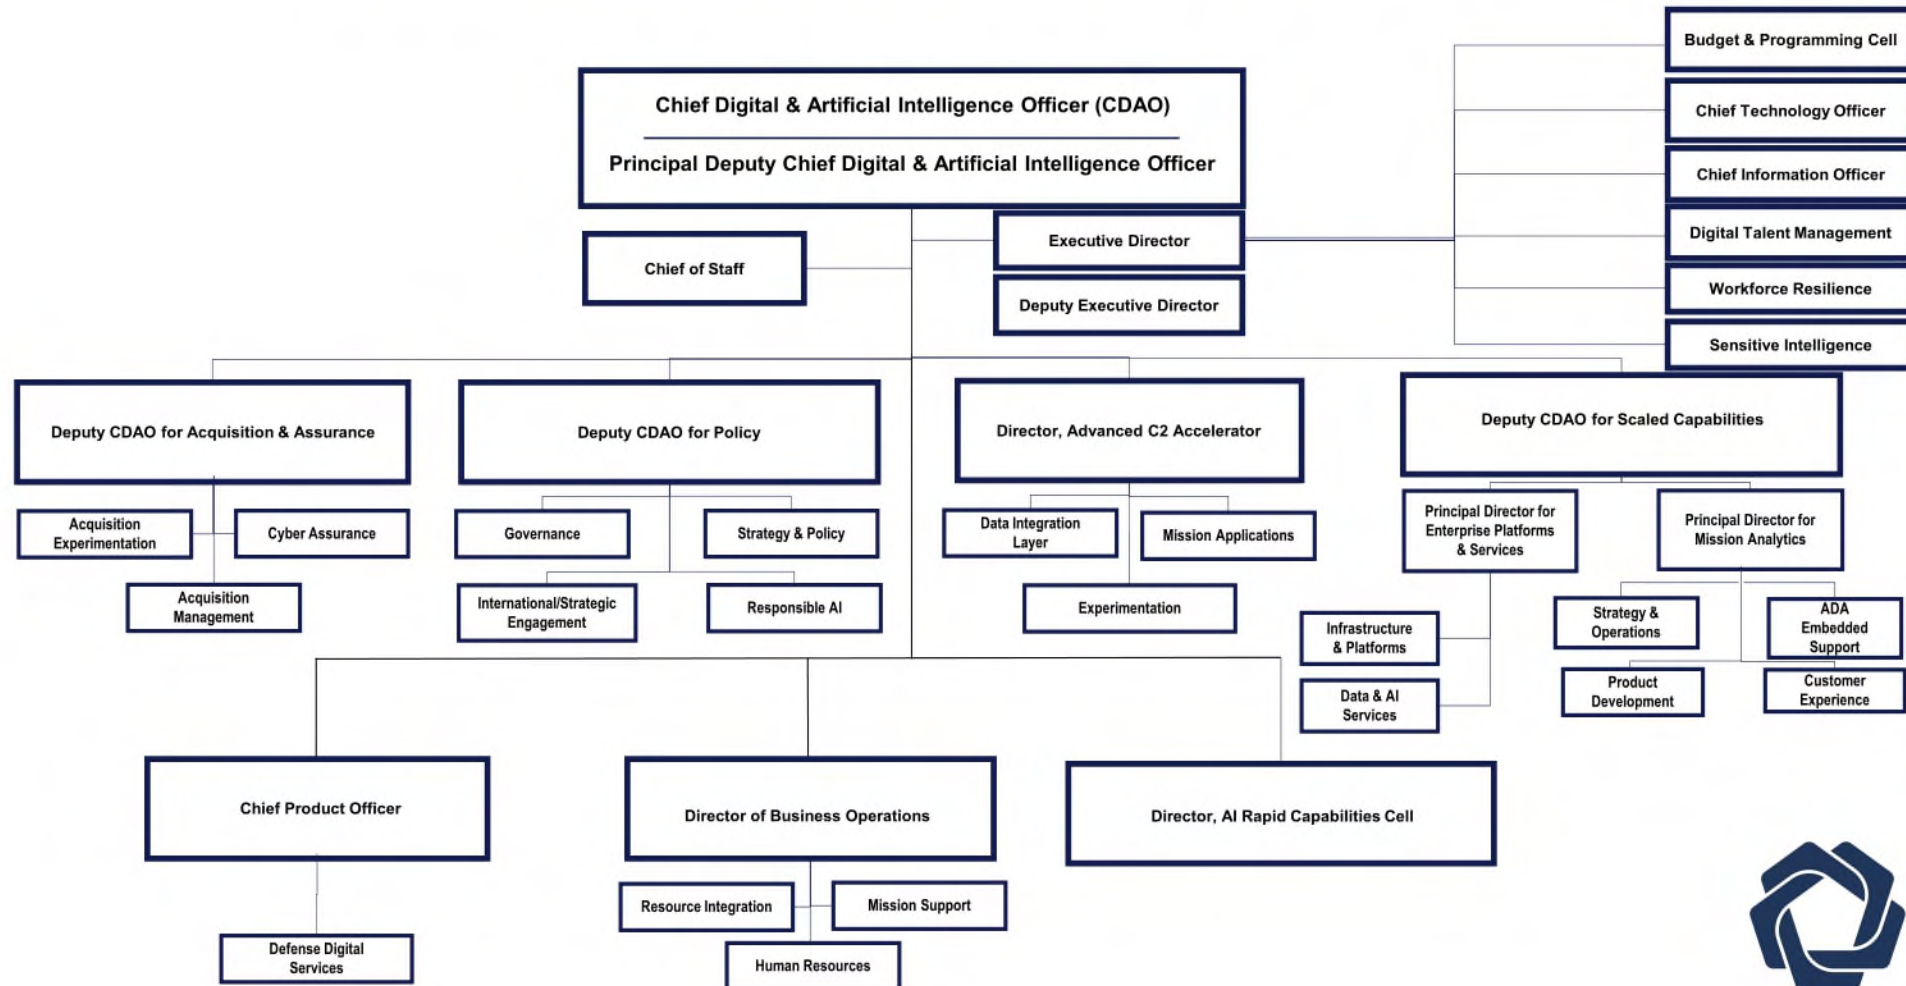 Budget & Programming Cell
Chief Digital & Artificial Intelligence Officer (CDAO)
Chief Technology Officer
Principal Deputy Chief Digital & Artificial Intelligence Officer
Chief Information Officer
Executive Director
Digital Talent Management
Chief of Staff
Deputy Executive Director
Workforce Resilience
Sensitive Intelligence
Deputy CDAO for Acquisition & Assurance
Deputy CDAO for Policy
Director, Advanced C2 Accelerator
Deputy CDAO for Scaled Capabilities
Acquisition
Experimentation
Cyber Assurance
Acquisition
Management
Governance
Strategy & Policy
International/Strategic
Engagement
Responsible AI
Data Integration
Layer
Mission Applications
Experimentation
Principal Director for
Enterprise Platforms
& Services
Principal Director for
Mission Analytics
Infrastructure
& Platforms
Data & AI
Services
Strategy &
Operations
ADA
Embedded
Support
Product
Development
Customer
Experience
Chief Product Officer
Director of Business Operations
Director, AI Rapid Capabilities Cell
Defense Digital
Services
Resource Integration
Mission Support
Human Resources